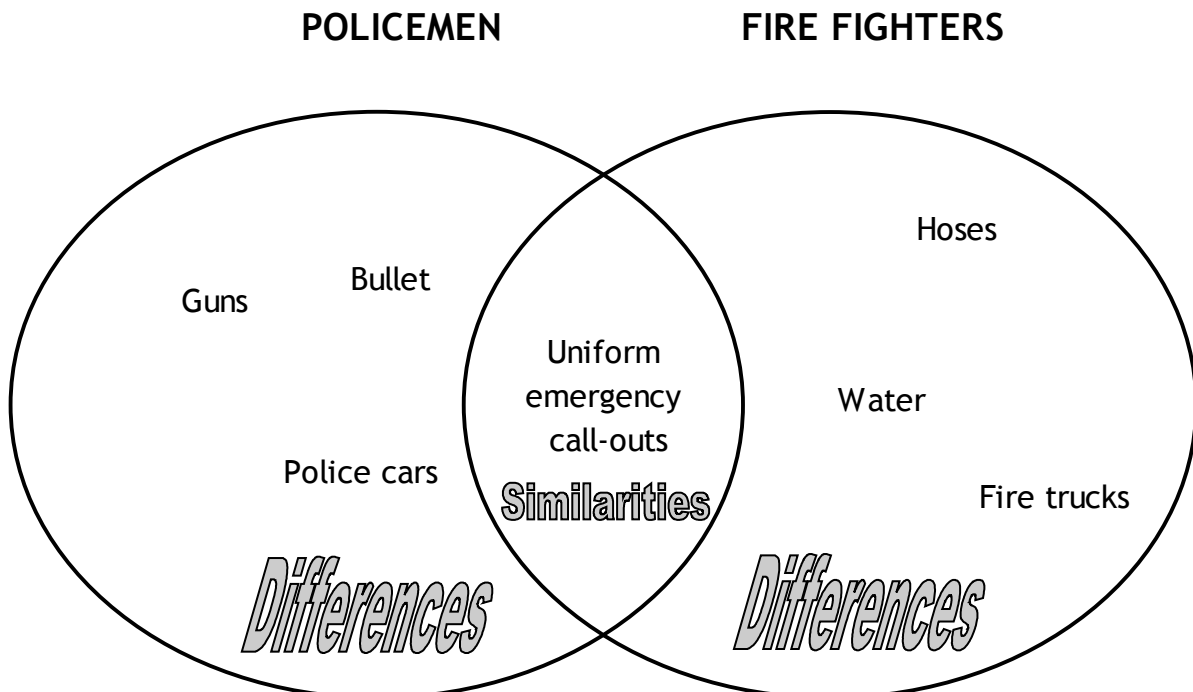 POLICEMEN
FIRE FIGHTERS
Guns
Bullet
Police cars
Differences
Uniform
emergency
call-outs
Similarities
Hoses
Water
Fire trucks
Differences